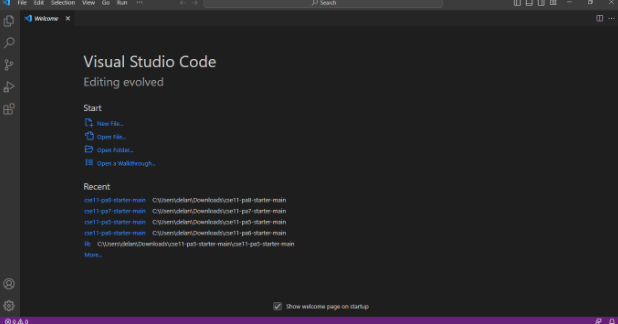 File Edit Selection View Go Run ··· Search
Welcome
Visual Studio Code
Editing evolved
Start
New File...
Open File...
Open Folder...
Open a Walkthrough...
Recent
cse11-pa8-starter-main C:\Users\delan\Downloads\cse11-pa8-starter-main
cse11-pa7-starter-main C:\Users\delan\Downloads\cse11-pa7-starter-main
cse11-pa5-starter-main C:\Users\delan\Downloads\cse11-pa5-starter-main
cse11-pa6-starter-main C:\Users\delan\Downloads\cse11-pa6-starter-main
C:\Users\delan\Downloads\cse11-pa5-starter-main\cse11-pa5-starter-main
More...
Show welcome page on startup
0 0